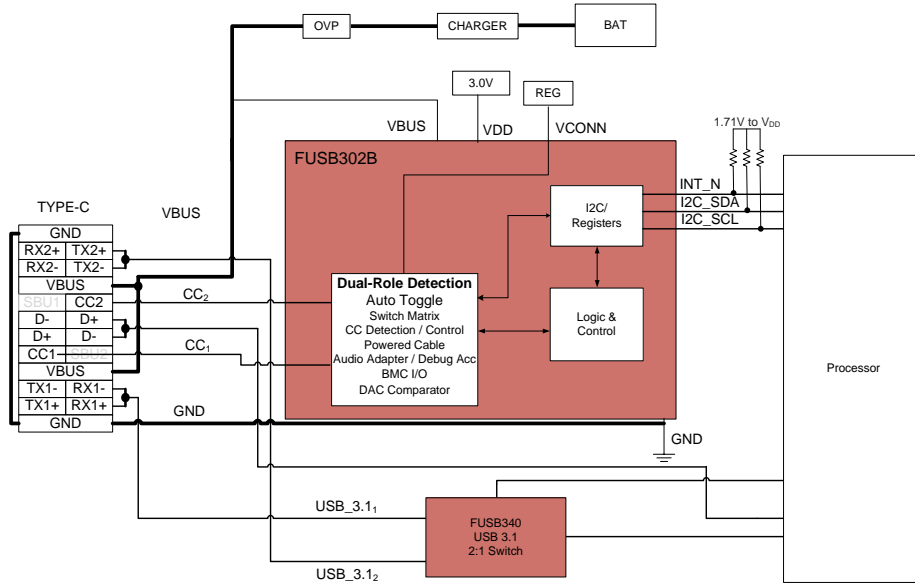 OVP
CHARGER
BAT
3.0V
REG
VBUS
VDD
VCONN
1.71V to VDD
FUSB302B
INT_N
I2C_SDA
I2C_SCL
I2C/
Registers
TYPE-C
VBUS
GND
RX2+ TX2+
RX2- TX2-
VBUS
SBU1 CC2
D- D+
D+ D-
CC1 SBU2
VBUS
TX1- RX1-
TX1+ RX1+
GND
CC2
CC1
GND
Dual-Role Detection
Auto Toggle
Switch Matrix
CC Detection / Control
Powered Cable
Audio Adapter / Debug Acc
BMC I/O
DAC Comparator
Logic &
Control
Processor
GND
USB_3.11
FUSB340
USB 3.1
2:1 Switch
USB_3.12